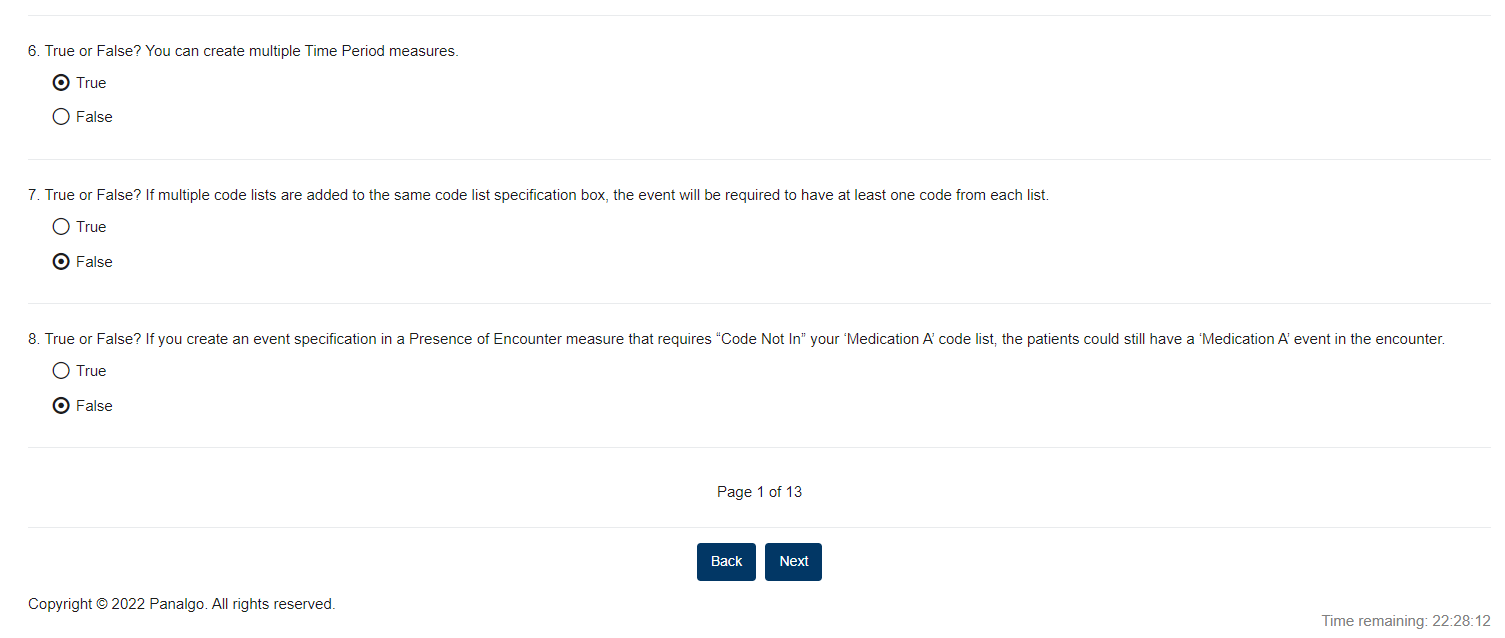 6. True or False? You can create multiple Time Period measures.
True
False
7. True or False? If multiple code lists are added to the same code list specification box, the event will be required to have at least one code from each list.
True
False
8. True or False? If you create an event specification in a Presence of Encounter measure that requires “Code Not In” your ‘Medication A’ code list, the patients could still have a ‘Medication A’ event in the encounter.
True
False
Page 1 of 13
Back Next
Copyright © 2022 Panalgo. All rights reserved.
Time remaining: 22:28:12